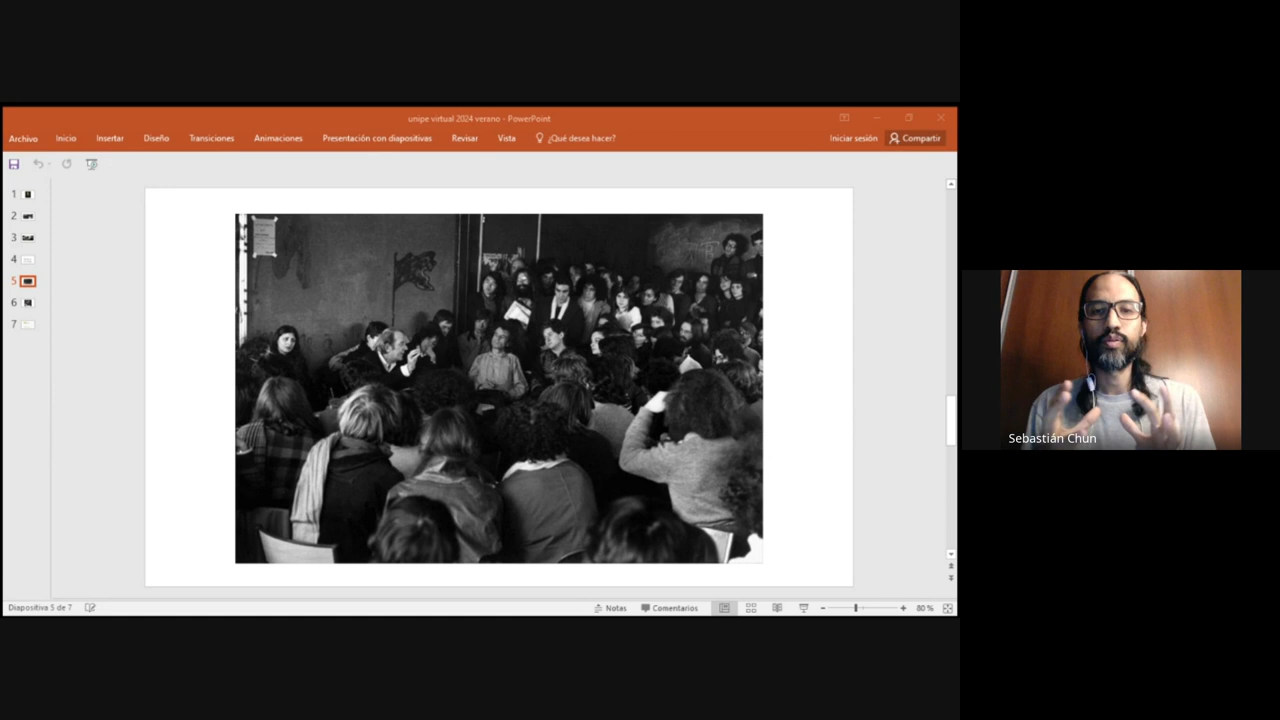 unipe virtual 2024 verano - PowerPoint
Archivo Inicio Insertar Diseño Transiciones Animaciones Presentación con diapositivas Revisar Vista ¿Qué desea hacer? Iniciar sesión Compartir
1
2
3
4
5
6
7
Sebastián Chun
Diapositiva 5 de 7 Notas Comentarios 80 %